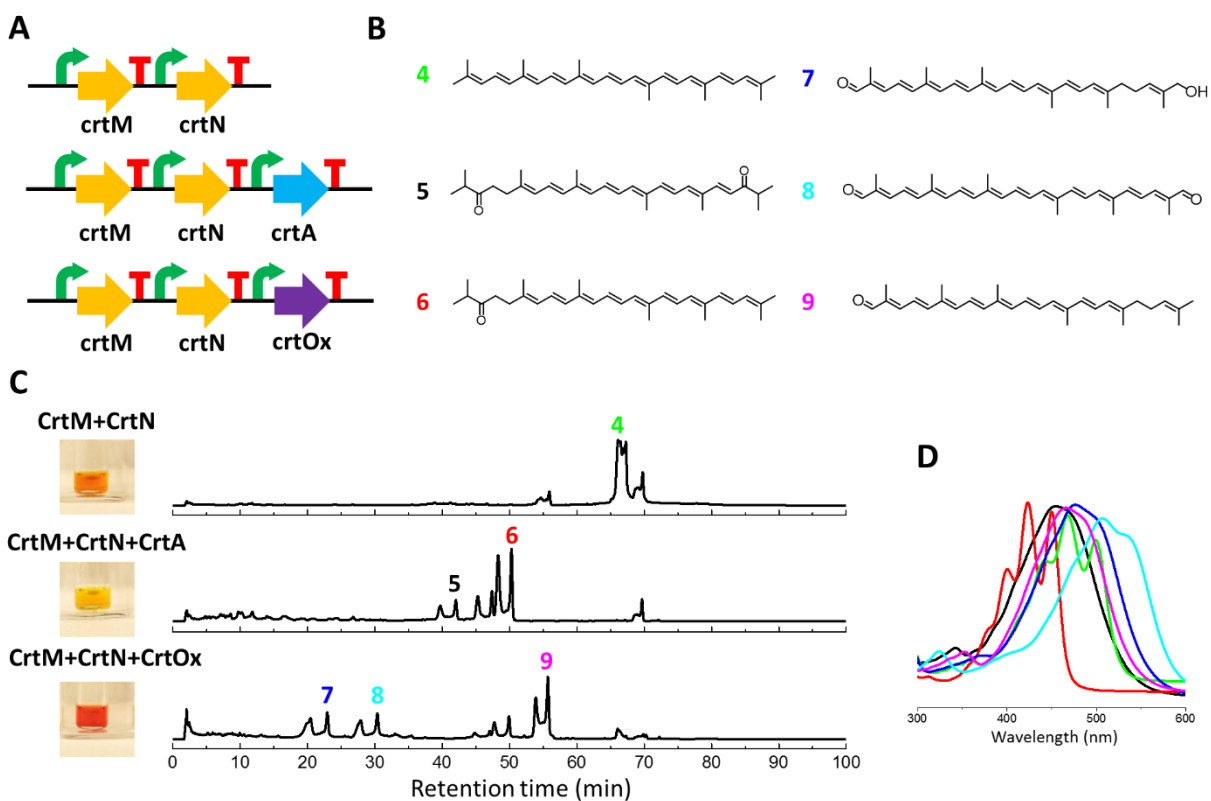 A
crtM crtN
crtM crtN crtA
crtM crtN crtOx
B
4
7
O
OH
5
O
O
8
O
O
6
O
9
O
C
CrtM+CrtN
4
CrtM+CrtN+CrtA
5
6
CrtM+CrtN+CrtOx
7
8
9
0 10 20 30 40 50 60 70 80 90 100
Retention time (min)
D
300 400 500 600
Wavelength (nm)